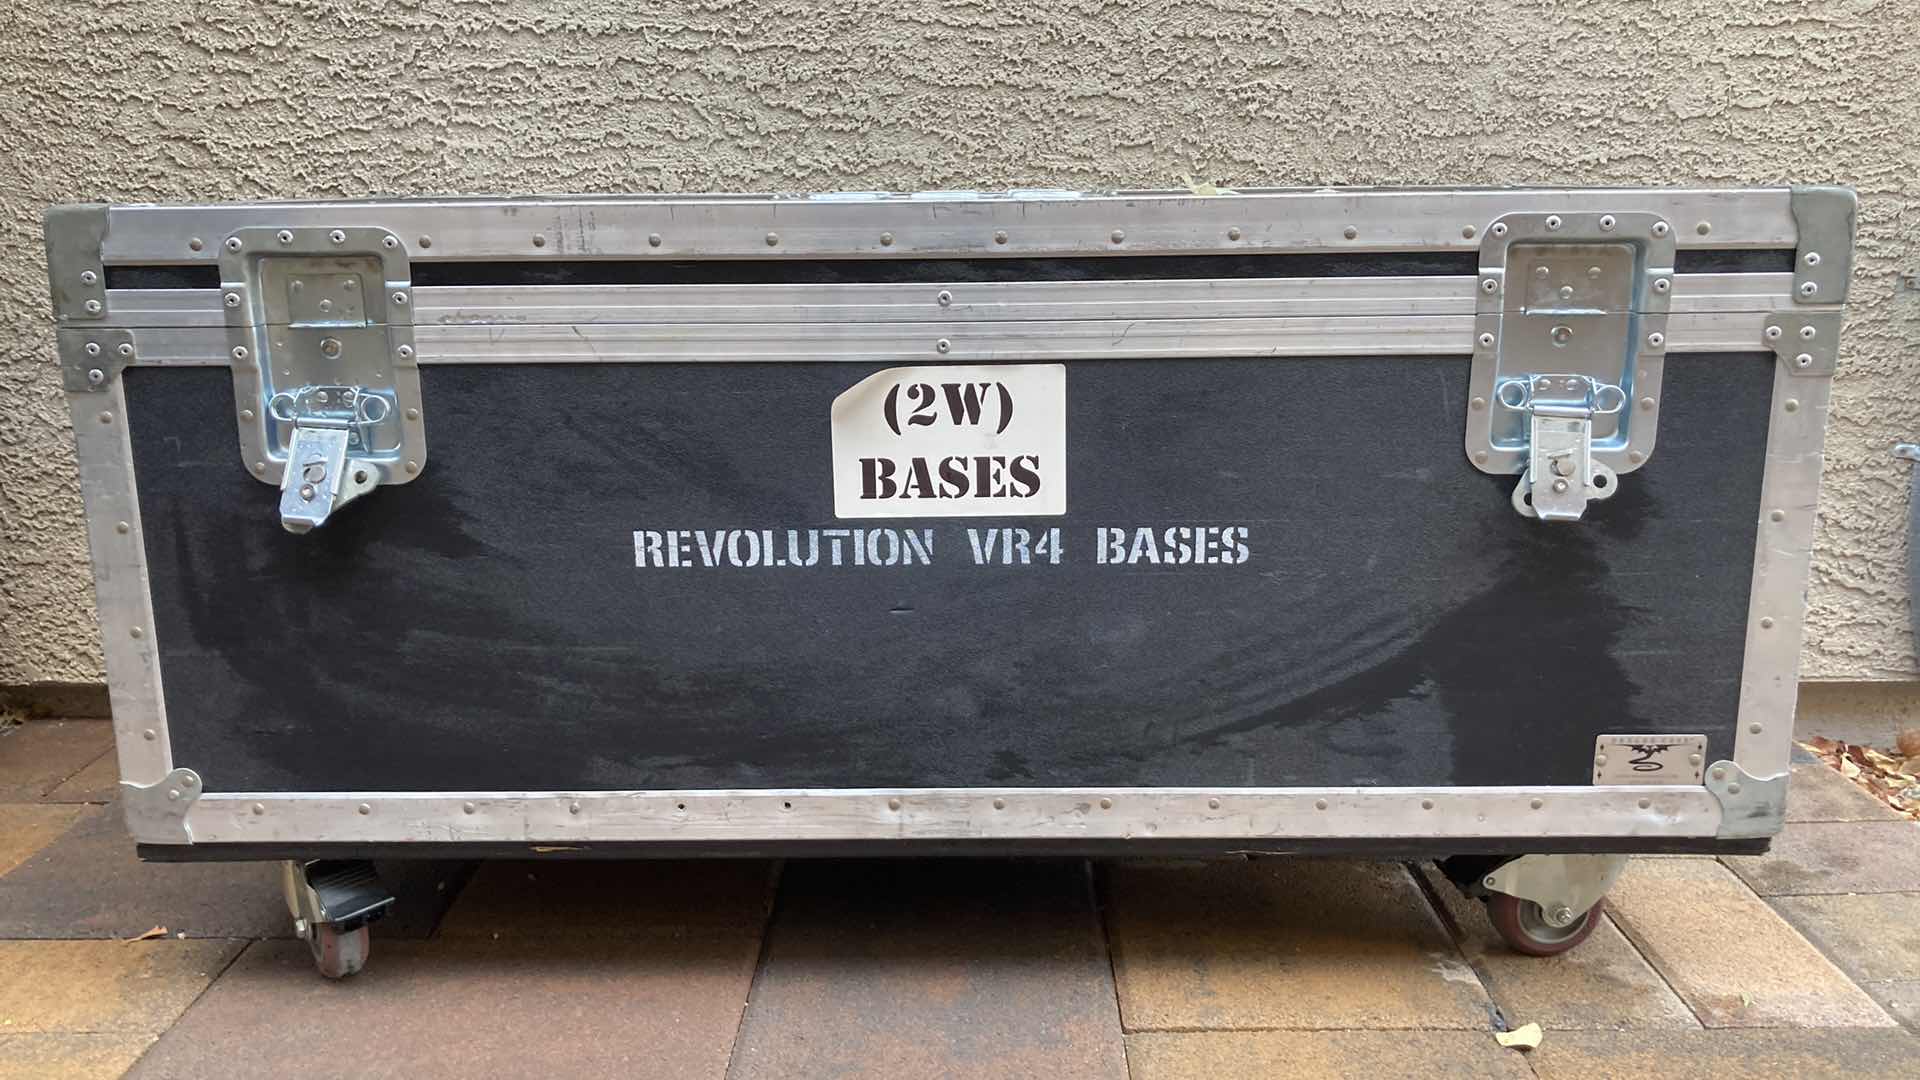 (2W)
BASES
REVOLUTION VR4 BASES